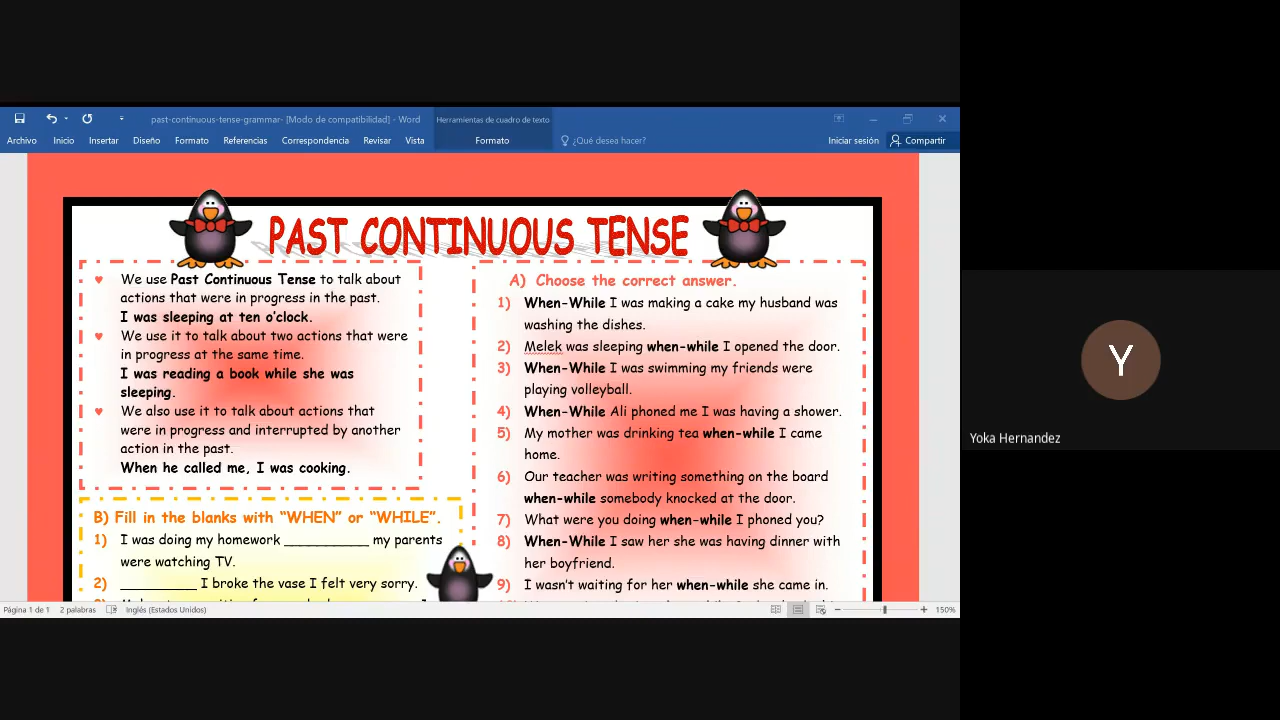 past-continuous-tense-grammar- [Modo de compatibilidad] - Word
Herramientas de cuadro de texto
Archivo Inicio Insertar Diseño Formato Referencias Correspondencia Revisar Vista Formato ¿Qué desea hacer? Iniciar sesión Compartir
PAST CONTINUOUS TENSE
We use Past Continuous Tense to talk about
actions that were in progress in the past.
I was sleeping at ten o'clock.
We use it to talk about two actions that were
in progress at the same time.
I was reading a book while she was
sleeping.
We also use it to talk about actions that
were in progress and interrupted by another
action in the past.
When he called me, I was cooking.
B) Fill in the blanks with "WHEN" or "WHILE".
1) I was doing my homework ___________ my parents
were watching TV.
2) __________ I broke the vase I felt very sorry.
A) Choose the correct answer.
1) When-While I was making a cake my husband was
washing the dishes.
2) Melek was sleeping when-while I opened the door.
3) When-While I was swimming my friends were
playing volleyball.
4) When-While Ali phoned me I was having a shower.
5) My mother was drinking tea when-while I came
home.
6) Our teacher was writing something on the board
when-while somebody knocked at the door.
7) What were you doing when-while I phoned you?
8) When-While I saw her she was having dinner with
her boyfriend.
9) I wasn't waiting for her when-while she came in.
Página 1 de 1 2 palabras Inglés (Estados Unidos) 150%
Y
Yoka Hernandez